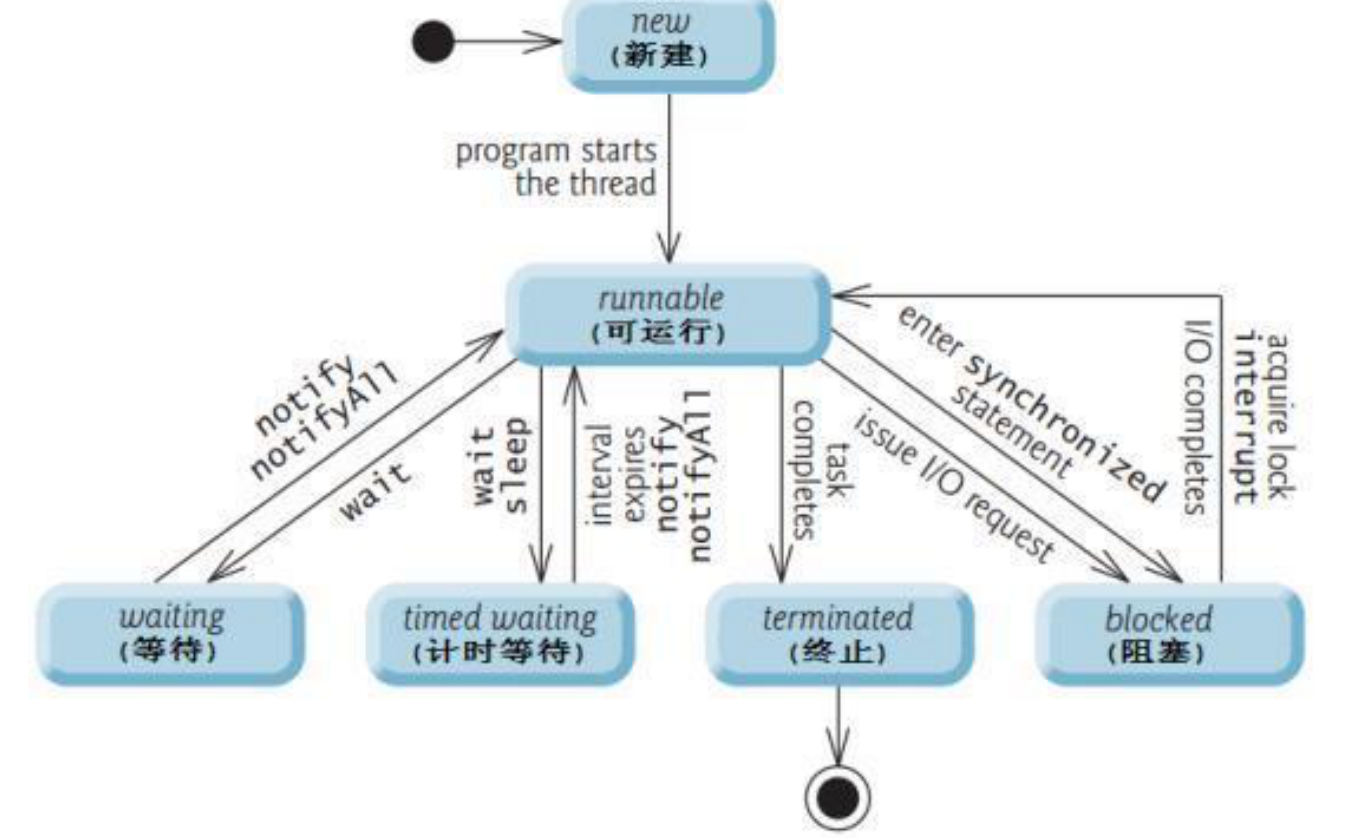 new
(新建)
program starts
the thread
runnable
(可运行)
notify
notifyAll
wait
wait
sleep
interval
expires
notify
notifyAll
task
completes
issue I/O request
enter synchronized
statement
I/O completes
interrupt
acquire lock
waiting
(等待)
timed waiting
(计时等待)
terminated
(终止)
blocked
(阻塞)